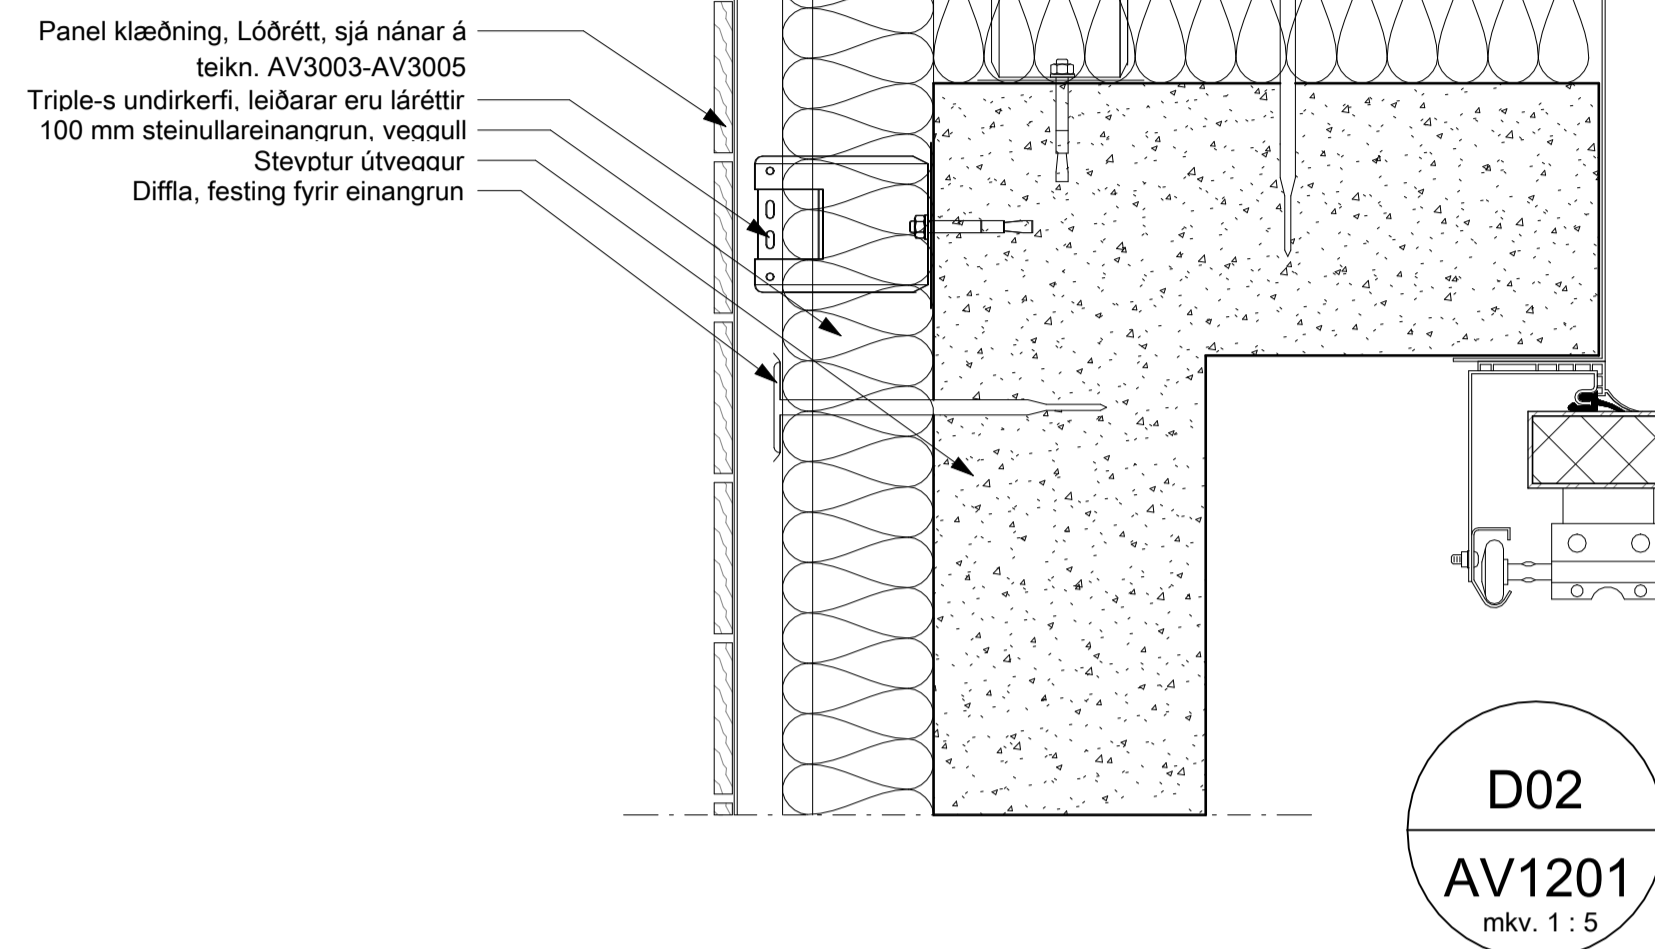 Panel klæðning, Lóðrétt, sjá nánar á
teikn. AV3003-AV3005
Triple-s undirkerfi, leiðarar eru láréttir
100 mm steinullareinangrun, veggull
Steyptur útveggur
Diffla, festing fyrir einangrun
D02
AV1201
mkv. 1 : 5